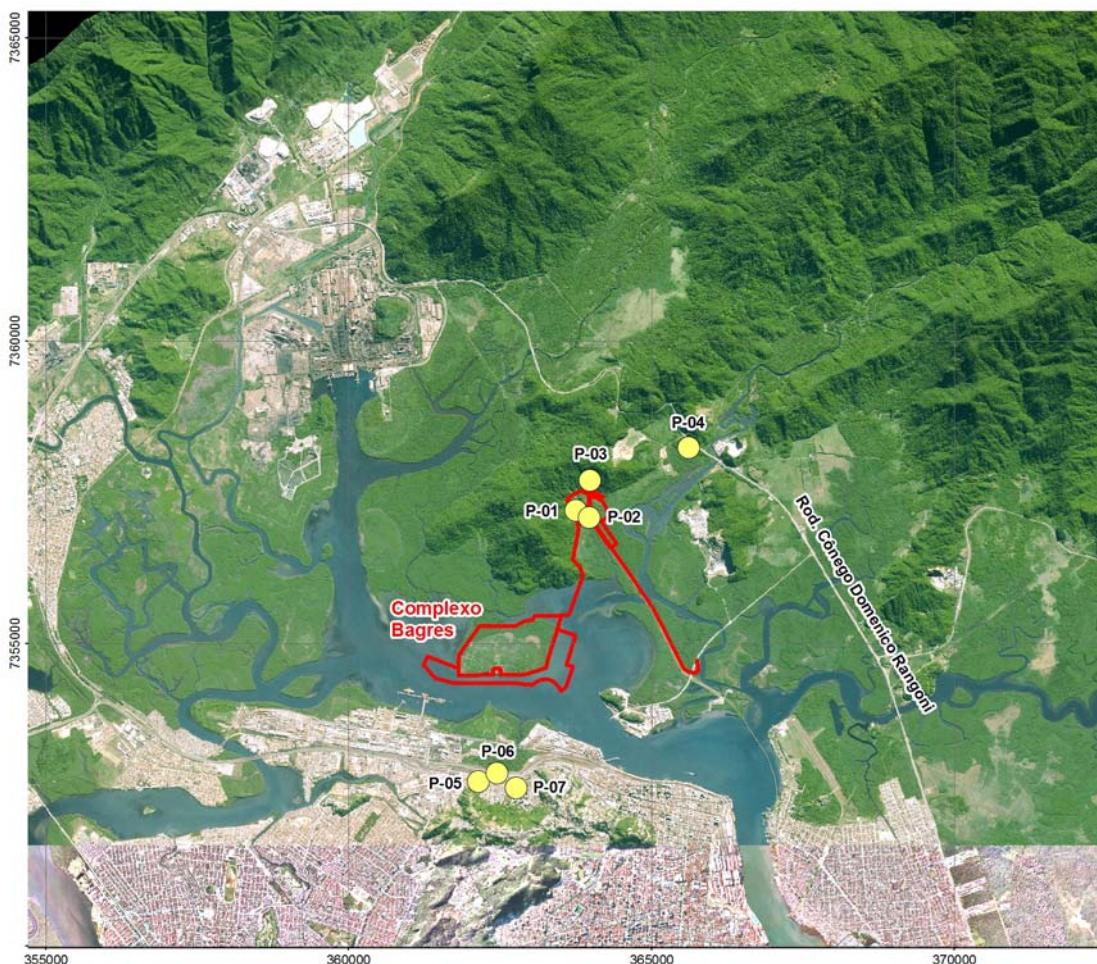 7365000
7360000
7355000
P-04
P-03
P-01
P-02
Rod. Cônego Domenico Rangoni
Complexo
Bagres
P-06
P-05
P-07
355000
360000
365000
370000